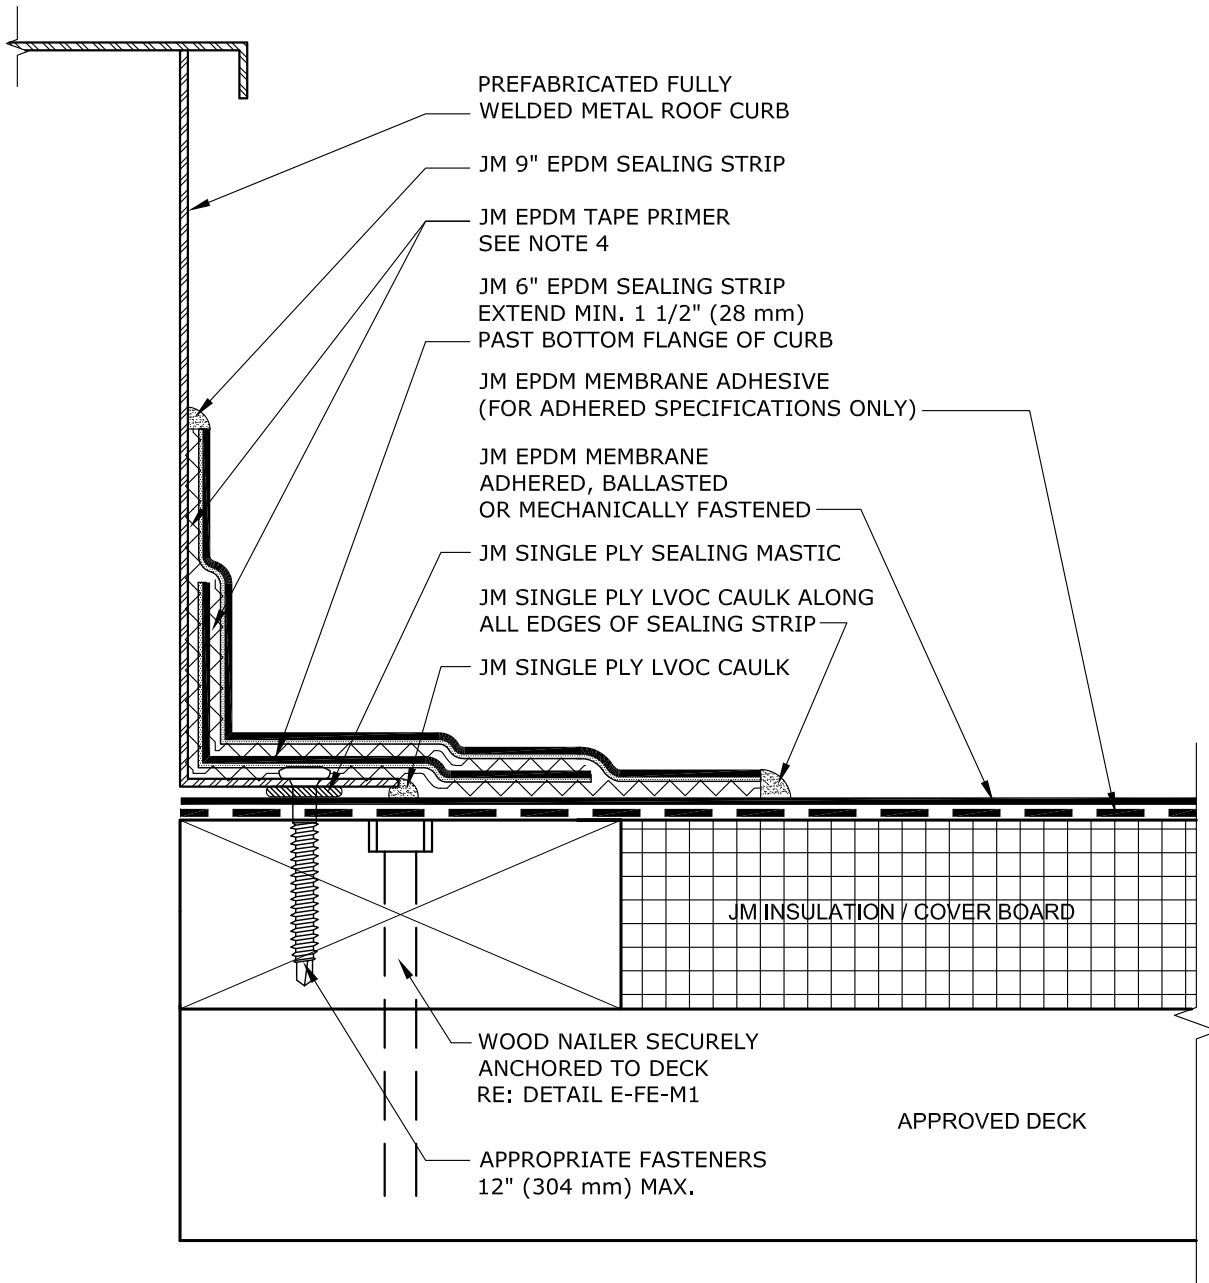 PREFABRICATED FULLY
WELDED METAL ROOF CURB
JM 9" EPDM SEALING STRIP
JM EPDM TAPE PRIMER
SEE NOTE 4
JM 6" EPDM SEALING STRIP
EXTEND MIN. 1 1/2" (28 mm)
PAST BOTTOM FLANGE OF CURB
JM EPDM MEMBRANE ADHESIVE
(FOR ADHERED SPECIFICATIONS ONLY)
JM EPDM MEMBRANE
ADHERED, BALLASTED
OR MECHANICALLY FASTENED
JM SINGLE PLY SEALING MASTIC
JM SINGLE PLY LVOC CAULK ALONG
ALL EDGES OF SEALING STRIP
JM SINGLE PLY LVOC CAULK
JM INSULATION / COVER BOARD
WOOD NAILER SECURELY
ANCHORED TO DECK
RE: DETAIL E-FE-M1
APPROVED DECK
APPROPRIATE FASTENERS
12" (304 mm) MAX.